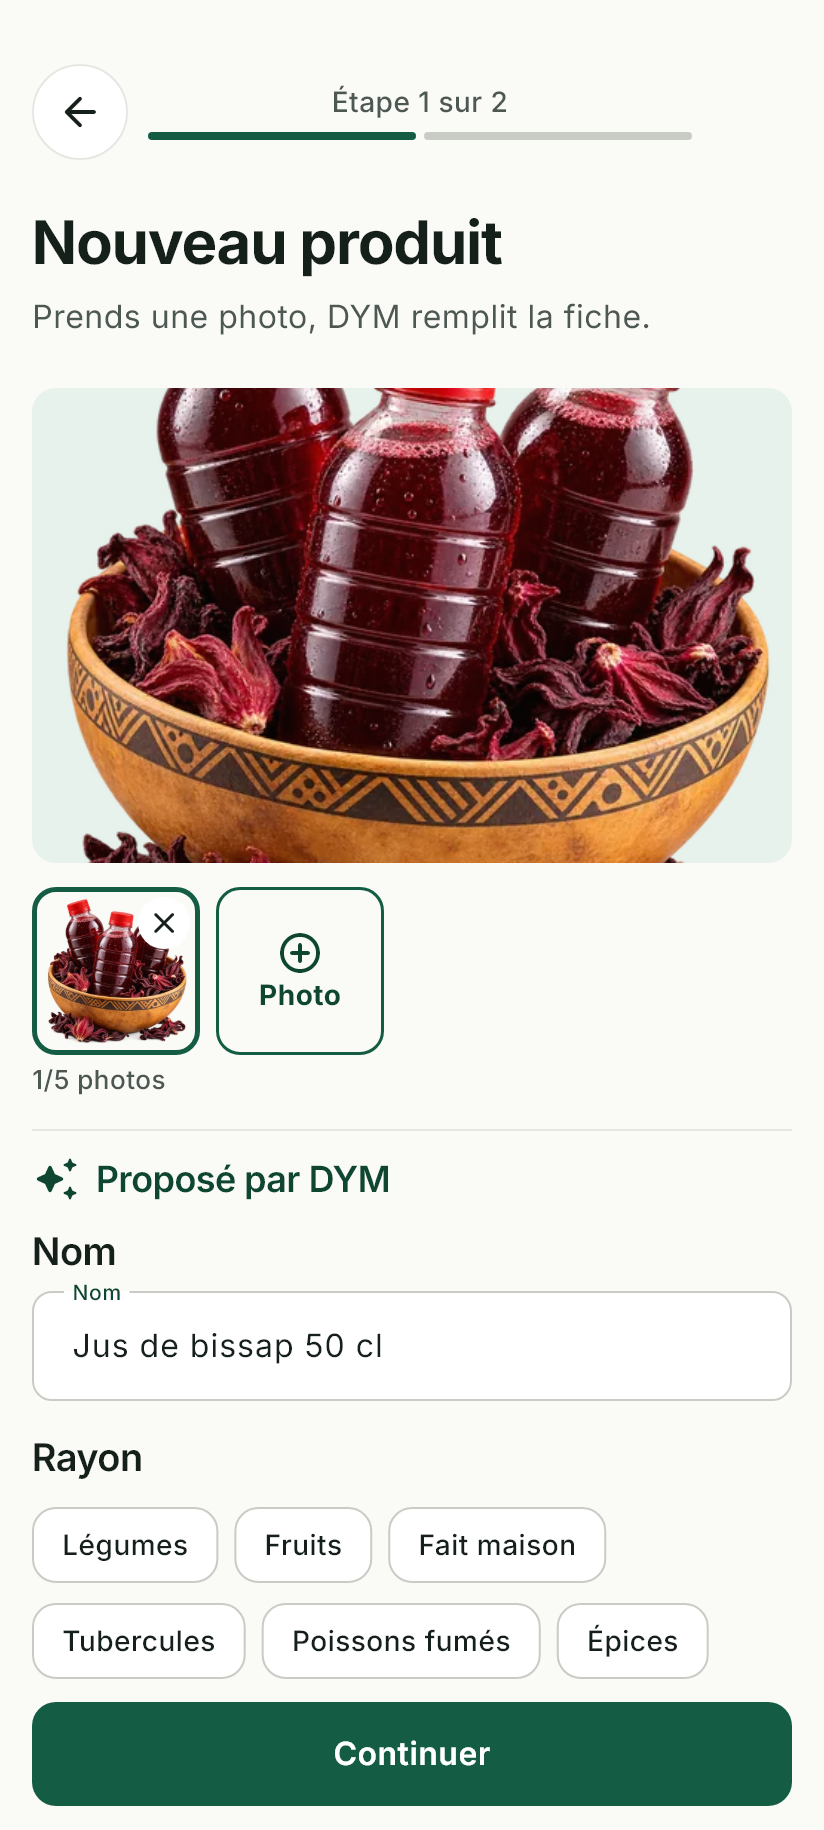 Étape 1 sur 2
Nouveau produit
Prends une photo, DYM remplit la fiche.
Photo
1/5 photos
Proposé par DYM
Nom
Nom
Jus de bissap 50 cl
Rayon
Légumes
Fruits
Fait maison
Tubercules
Poissons fumés
Épices
Continuer